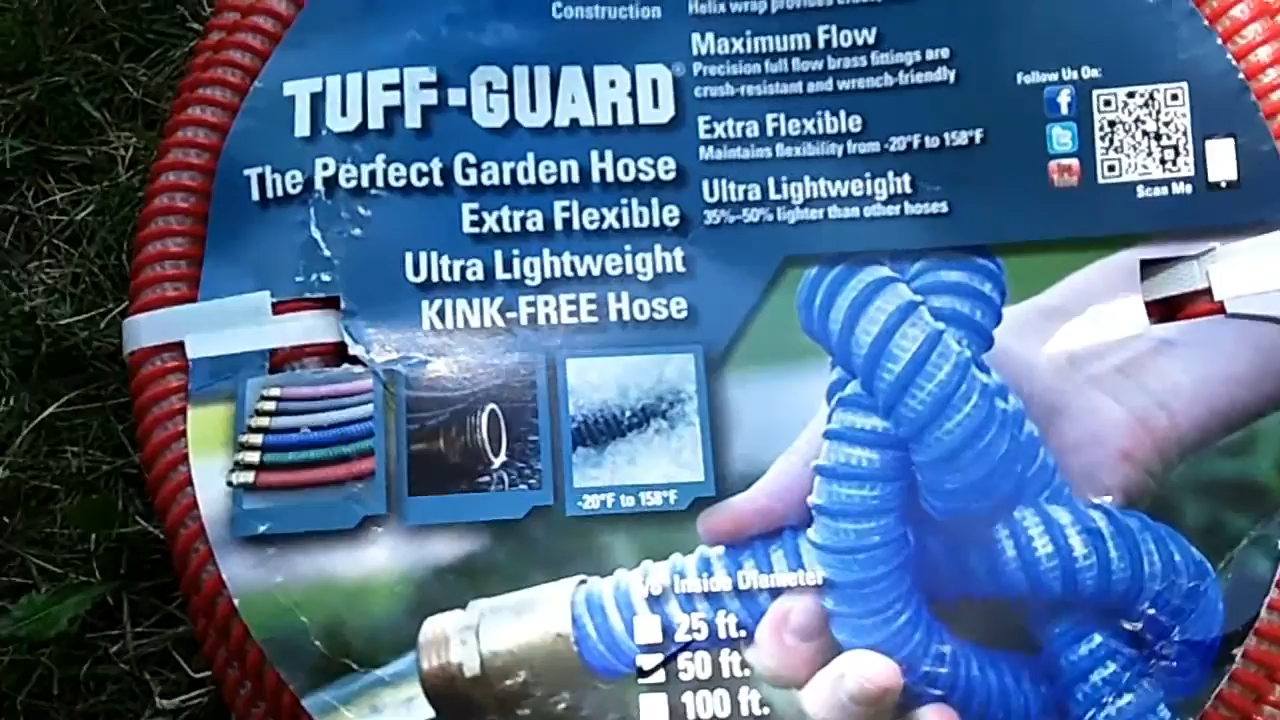 Construction
Helix wrap provides
TUFF-GUARD®
The Perfect Garden Hose
Extra Flexible
Ultra Lightweight
KINK-FREE Hose
Maximum Flow
Precision full flow brass fittings are
crush-resistant and wrench-friendly
Extra Flexible
Maintains flexibility from -20°F to 158°F
Ultra Lightweight
35%-50% lighter than other hoses
Follow Us On:
Scan Me
-20°F to 158°F
Inside Diameter
25 ft.
50 ft.
100 ft.